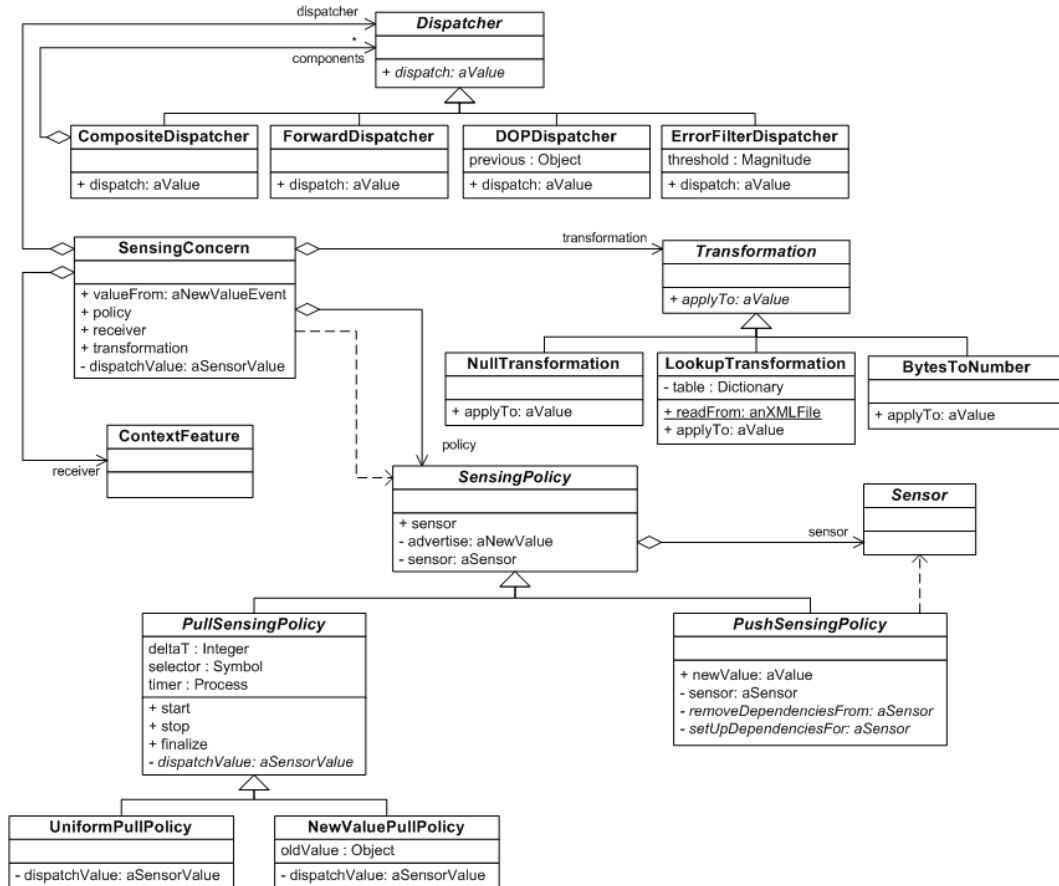 dispatcher
Dispatcher
*
components
+ dispatch: aValue
CompositeDispatcher
+ dispatch: aValue
ForwardDispatcher
+ dispatch: aValue
DOPDispatcher
previous : Object
+ dispatch: aValue
ErrorFilterDispatcher
threshold : Magnitude
+ dispatch: aValue
SensingConcern
+ valueFrom: aNewValueEvent
+ policy
+ receiver
+ transformation
- dispatchValue: aSensorValue
transformation
Transformation
+ applyTo: aValue
NullTransformation
+ applyTo: aValue
LookupTransformation
- table : Dictionary
+ readFrom: anXMLFile
+ applyTo: aValue
BytesToNumber
+ applyTo: aValue
ContextFeature
receiver
policy
SensingPolicy
+ sensor
- advertise: aNewValue
- sensor: aSensor
sensor
Sensor
PullSensingPolicy
deltaT : Integer
selector : Symbol
timer : Process
+ start
+ stop
+ finalize
- dispatchValue: aSensorValue
PushSensingPolicy
+ newValue: aValue
- sensor: aSensor
- removeDependenciesFrom: aSensor
- setUpDependenciesFor: aSensor
UniformPullPolicy
- dispatchValue: aSensorValue
NewValuePullPolicy
oldValue : Object
- dispatchValue: aSensorValue